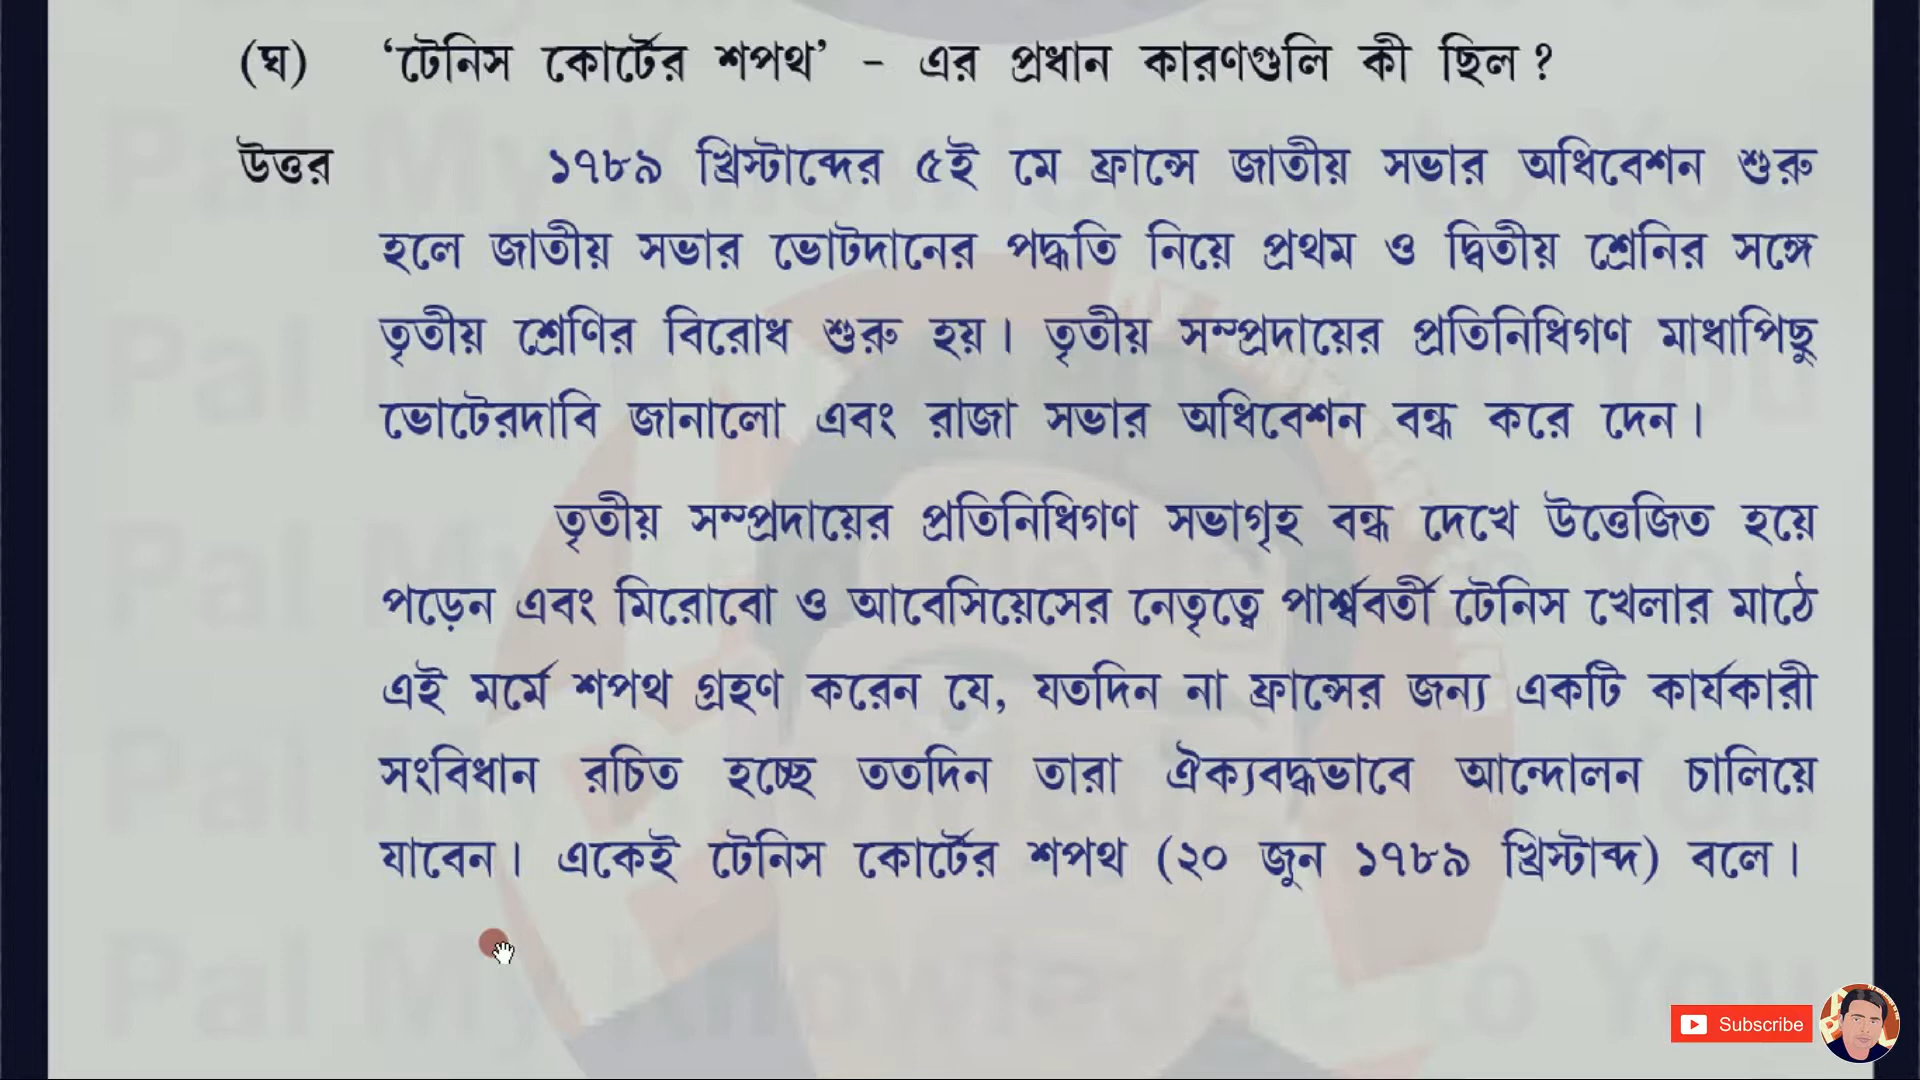 (ঘ) ‘টেনিস কোর্টের শপথ’ - এর প্রধান কারণগুলি কী ছিল ?
উত্তর ১৭৮৯ খ্রিস্টাব্দের ৫ই মে ফ্রান্সে জাতীয় সভার অধিবেশন শুরু
হলে জাতীয় সভার ভোটদানের পদ্ধতি নিয়ে প্রথম ও দ্বিতীয় শ্রেনির সঙ্গে
তৃতীয় শ্রেণির বিরোধ শুরু হয়। তৃতীয় সম্প্রদায়ের প্রতিনিধিগণ মাধাপিছু
ভোটেরদাবি জানালো এবং রাজা সভার অধিবেশন বন্ধ করে দেন।
তৃতীয় সম্প্রদায়ের প্রতিনিধিগণ সভাগৃহ বন্ধ দেখে উত্তেজিত হয়ে
পড়েন এবং মিরোবো ও আবেসিয়েসের নেতৃত্বে পার্শ্ববর্তী টেনিস খেলার মাঠে
এই মর্মে শপথ গ্রহণ করেন যে, যতদিন না ফ্রান্সের জন্য একটি কার্যকারী
সংবিধান রচিত হচ্ছে ততদিন তারা ঐক্যবদ্ধভাবে আন্দোলন চালিয়ে
যাবেন। একেই টেনিস কোর্টের শপথ (২০ জুন ১৭৮৯ খ্রিস্টাব্দ) বলে।
Subscribe